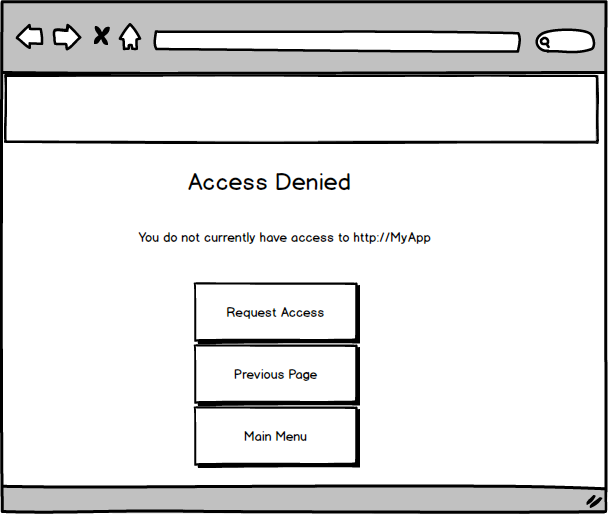 Access Denied
You do not currently have access to http://MyApp
Request Access
Previous Page
Main Menu